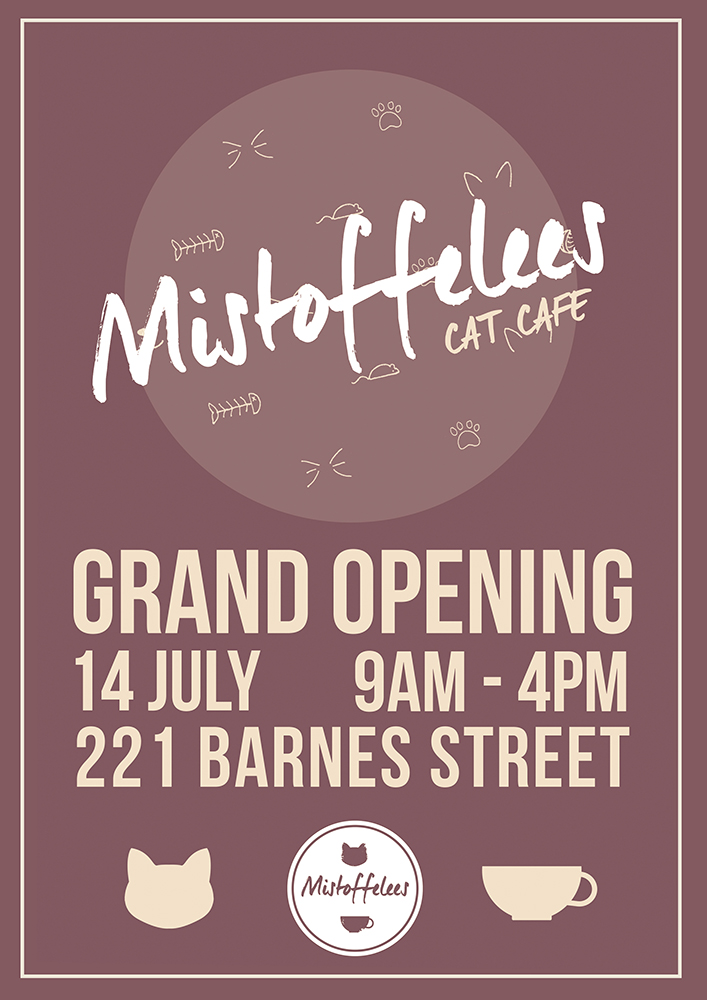 Mistoffelees
CAT CAFE
GRAND OPENING
14 JULY 9AM - 4PM
221 BARNES STREET
Mistoffelees